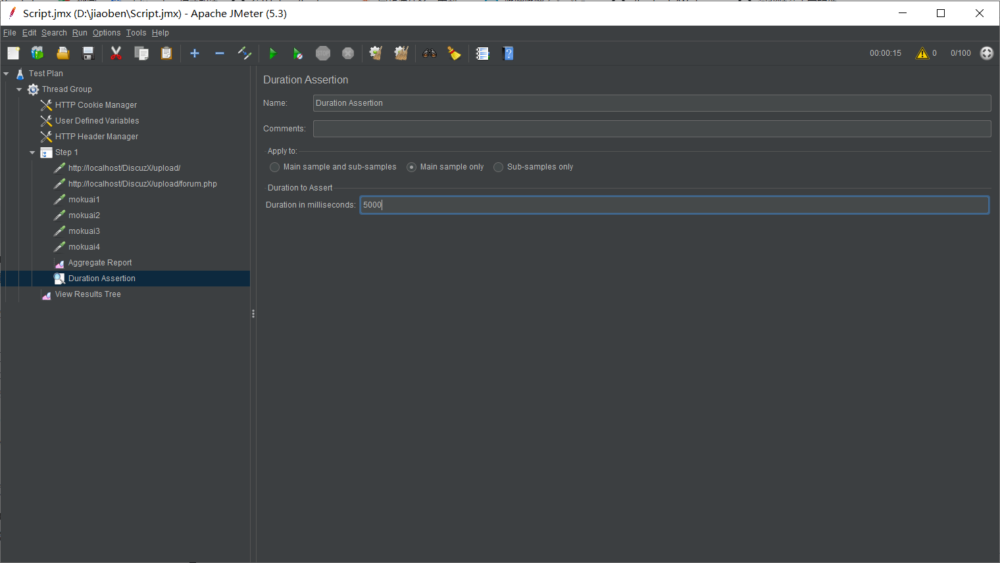 Script.jmx (D:\jiaoben\Script.jmx) - Apache JMeter (5.3)
File Edit Search Run Options Tools Help
STOP
00:00:15 0 0/100
Test Plan
Thread Group
HTTP Cookie Manager
User Defined Variables
HTTP Header Manager
Step 1
http://localhost/DiscuzX/upload/
http://localhost/DiscuzX/upload/forum.php
mokuai1
mokuai2
mokuai3
mokuai4
Aggregate Report
Duration Assertion
View Results Tree
Duration Assertion
Name: Duration Assertion
Comments:
Apply to:
Main sample and sub-samples Main sample only Sub-samples only
Duration to Assert
Duration in milliseconds: 5000